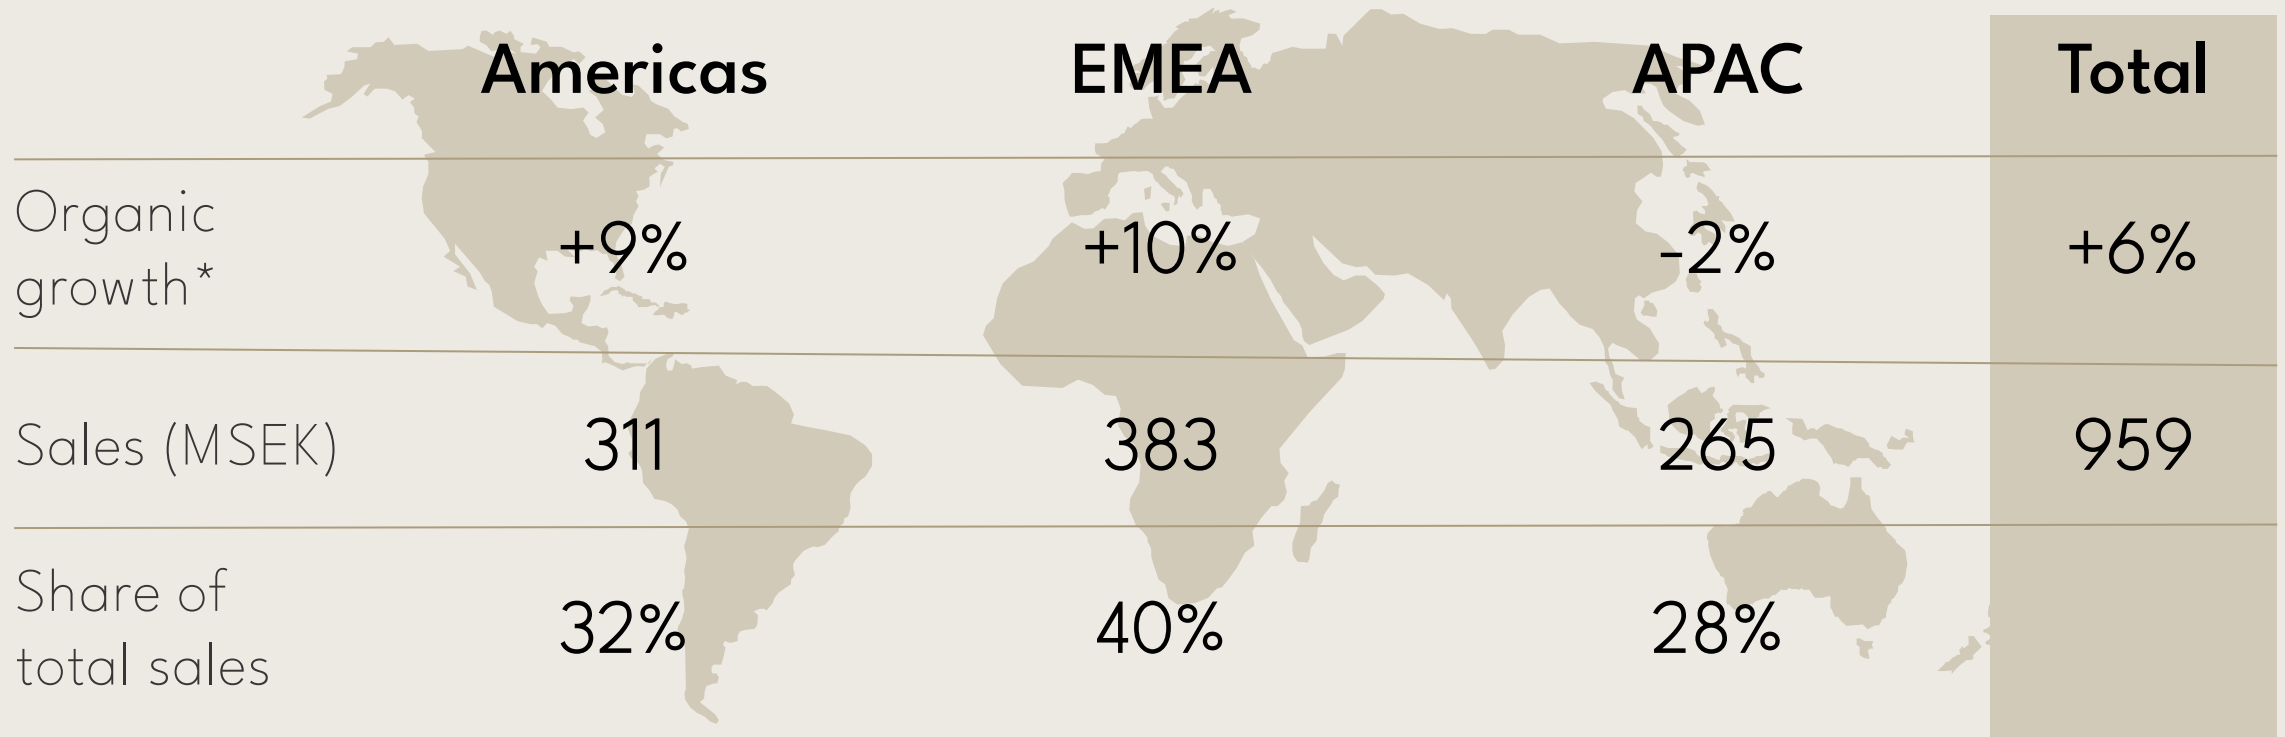 Americas EMEA APAC Total
Organic
growth*
+9% +10% -2% +6%
Sales (MSEK) 311 383 265 959
Share of
total sales
32% 40% 28%